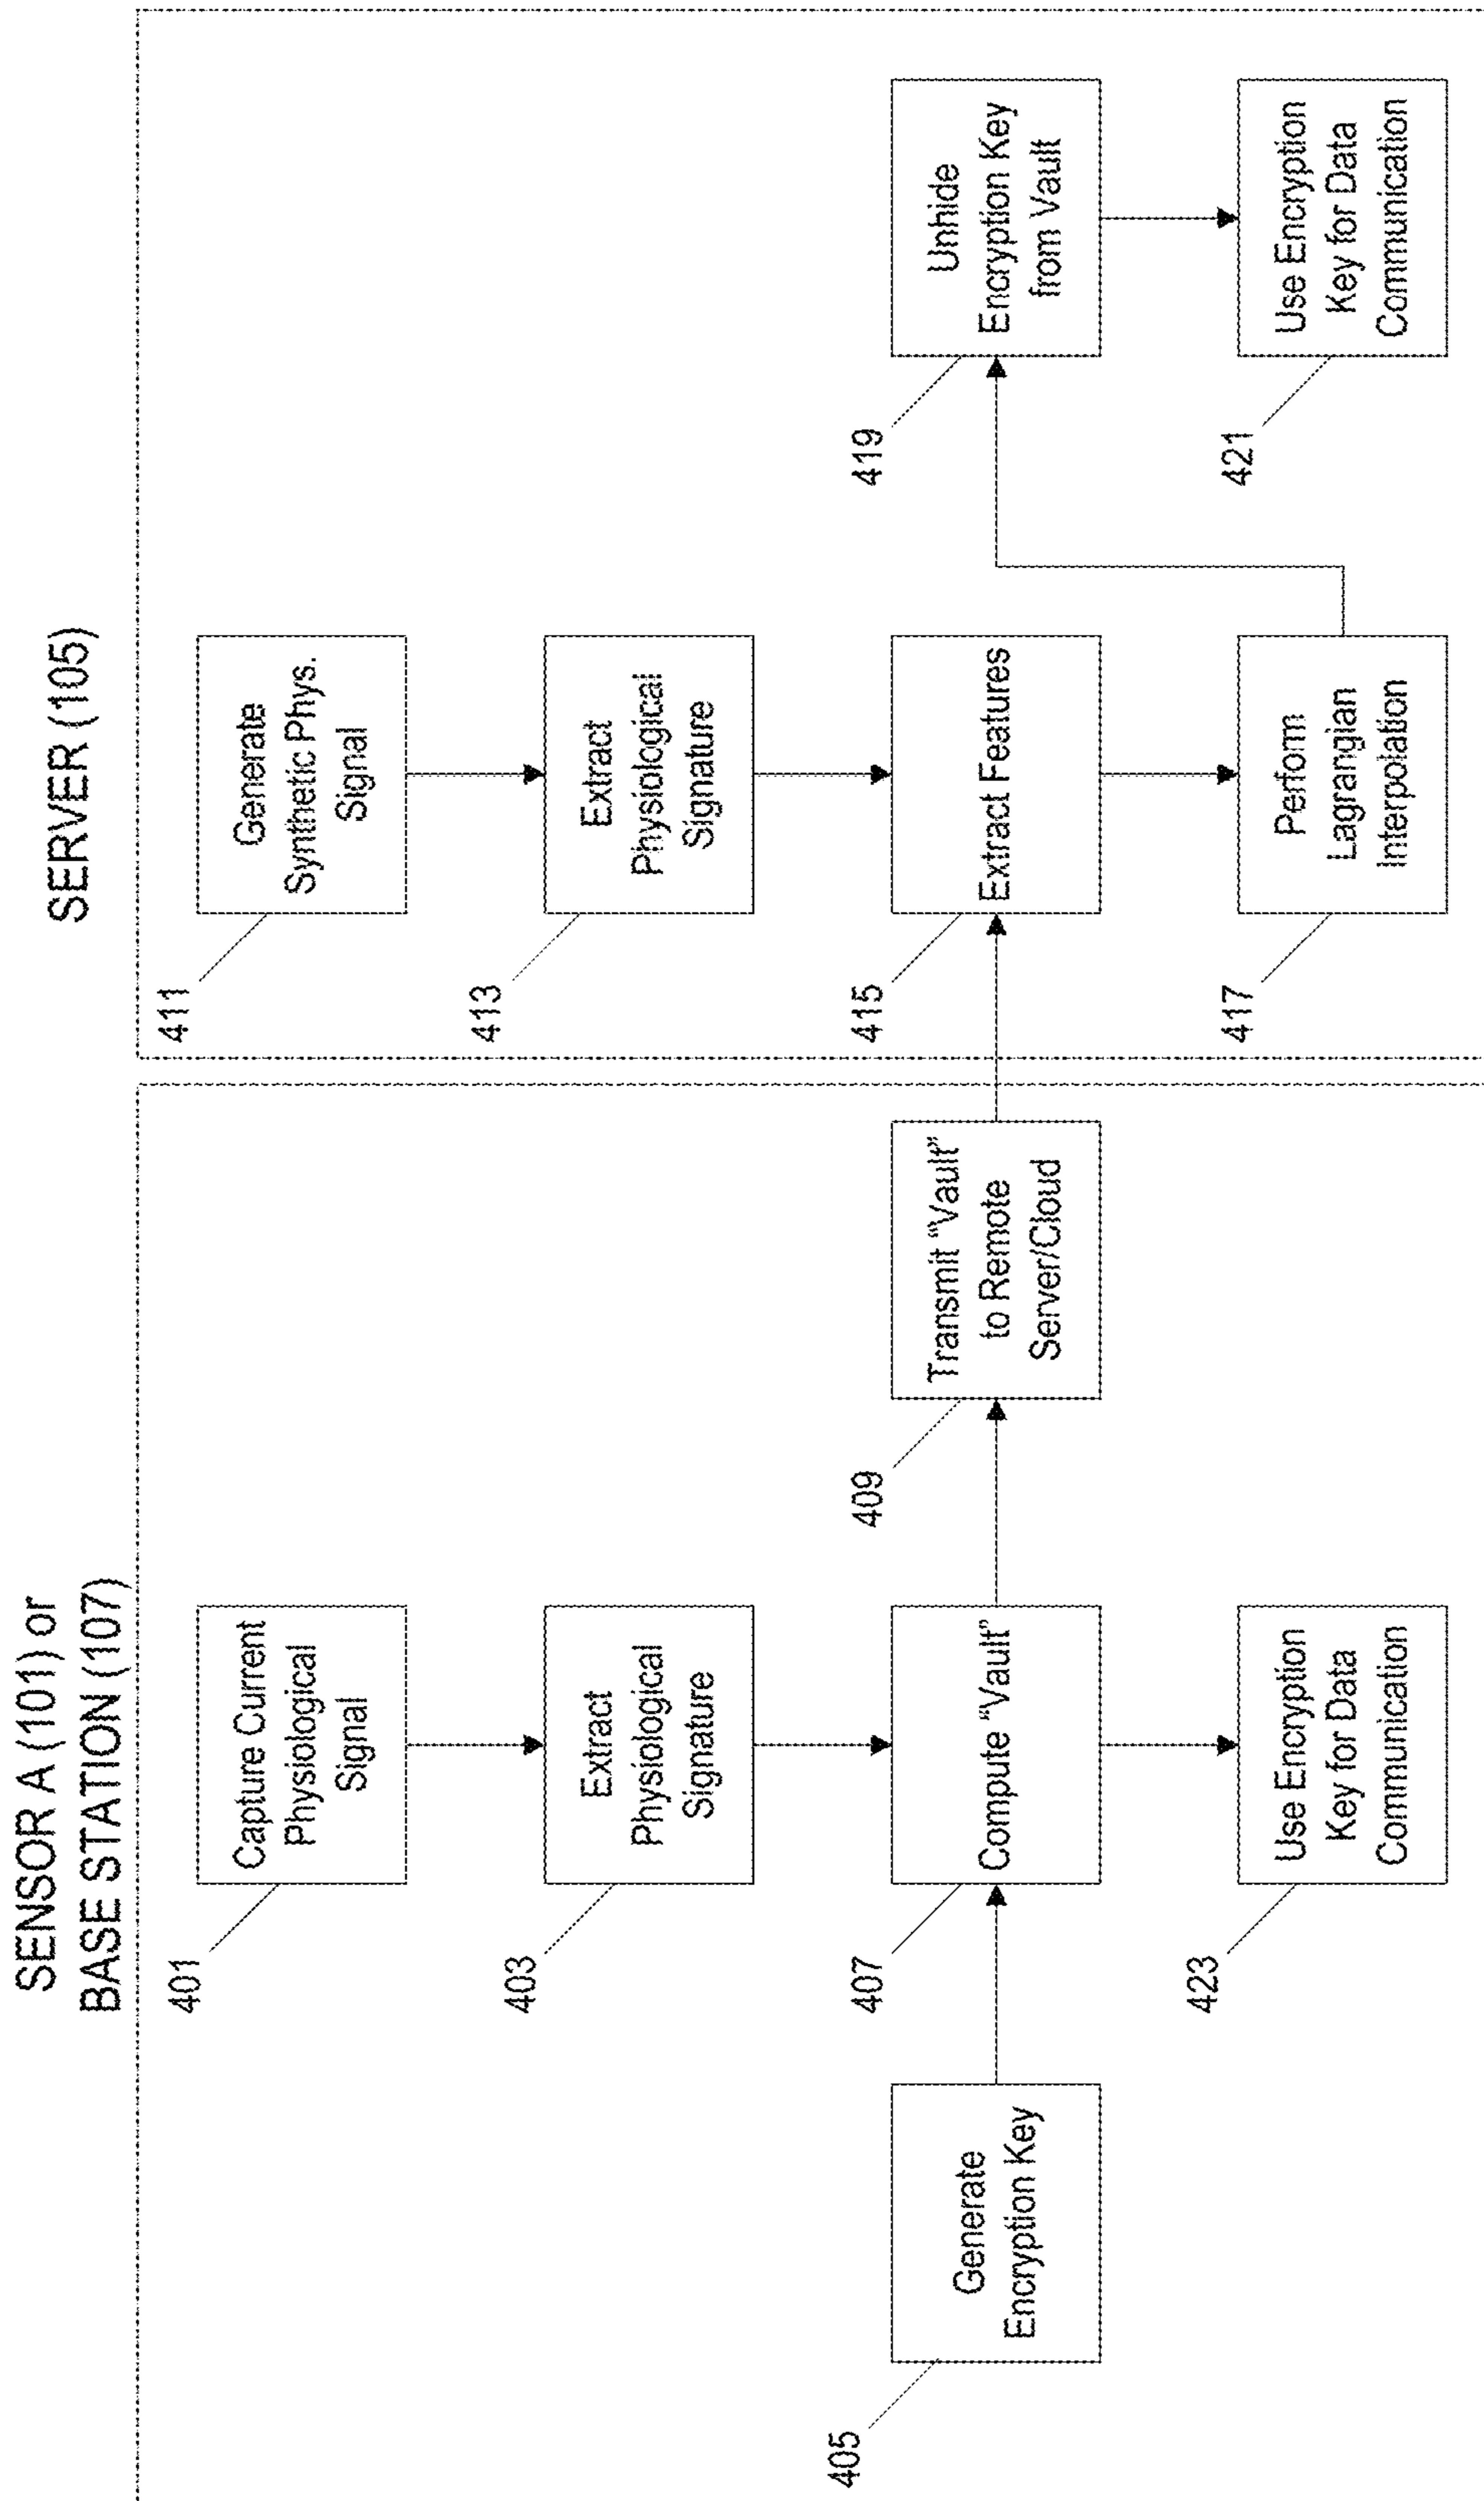 SENSOR A (101) or
BASE STATION (107)
SERVER (105)
401
Capture Current
Physiological
Signal
403
Extract
Physiological
Signature
405
Generate
Encryption Key
407
Compute “Vault”
409
Transmit “Vault”
to Remote
Server/Cloud
423
Use Encryption
Key for Data
Communication
411
Generate
Synthetic Phys.
Signal
413
Extract
Physiological
Signature
415
Extract Features
417
Perform
Lagrangian
Interpolation
419
Unhide
Encryption Key
from Vault
421
Use Encryption
Key for Data
Communication